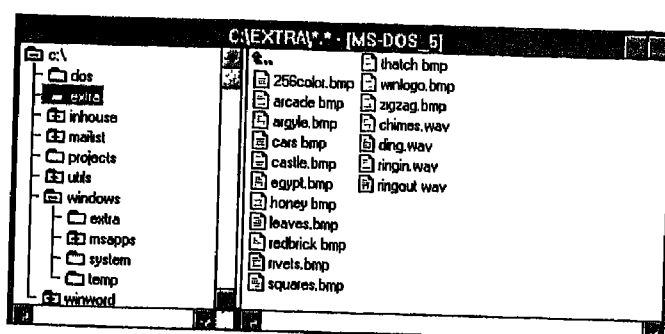 C:\EXTRA\*.* - [MS-DOS_5]
c:\
dos
extra
inhouse
mailist
projects
utils
windows
extra
msapps
system
temp
winword
..
256color.bmp
arcade bmp
argyle.bmp
cars bmp
castle.bmp
egypt.bmp
honey bmp
leaves.bmp
redbrick bmp
rivets.bmp
squares.bmp
thatch bmp
winlogo.bmp
zigzag.bmp
chimes.wav
ding.wav
ringin.wav
ringout wav